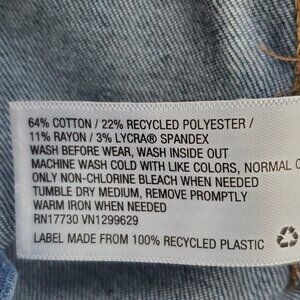 64% COTTON / 22% RECYCLED POLYESTER /
11% RAYON / 3% LYCRA® SPANDEX
WASH BEFORE WEAR, WASH INSIDE OUT
MACHINE WASH COLD WITH LIKE COLORS, NORMAL C
ONLY NON-CHLORINE BLEACH WHEN NEEDED
TUMBLE DRY MEDIUM, REMOVE PROMPTLY
WARM IRON WHEN NEEDED
RN17730 VN1299629
LABEL MADE FROM 100% RECYCLED PLASTIC